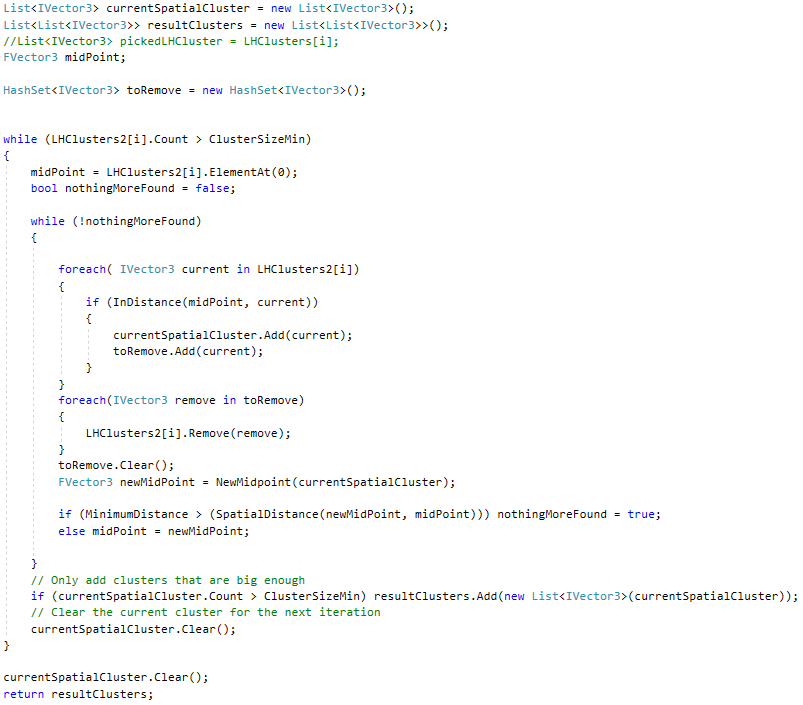 List<IVector3> currentSpatialCluster = new List<IVector3>();
List<List<IVector3>> resultClusters = new List<List<IVector3>>();
//List<IVector3> pickedLHCluster = LHClusters[i];
FVector3 midPoint;
HashSet<IVector3> toRemove = new HashSet<IVector3>();
while (LHClusters2[i].Count > ClusterSizeMin)
{
midPoint = LHClusters2[i].ElementAt(0);
bool nothingMoreFound = false;
while (!nothingMoreFound)
{
foreach( IVector3 current in LHClusters2[i])
{
if (InDistance(midPoint, current))
{
currentSpatialCluster.Add(current);
toRemove.Add(current);
}
}
foreach(IVector3 remove in toRemove)
{
LHClusters2[i].Remove(remove);
}
toRemove.Clear();
FVector3 newMidPoint = NewMidpoint(currentSpatialCluster);
if (MinimumDistance > (SpatialDistance(newMidPoint, midPoint))) nothingMoreFound = true;
else midPoint = newMidPoint;
}
// Only add clusters that are big enough
if (currentSpatialCluster.Count > ClusterSizeMin) resultClusters.Add(new List<IVector3>(currentSpatialCluster));
// Clear the current cluster for the next iteration
currentSpatialCluster.Clear();
}
currentSpatialCluster.Clear();
return resultClusters;